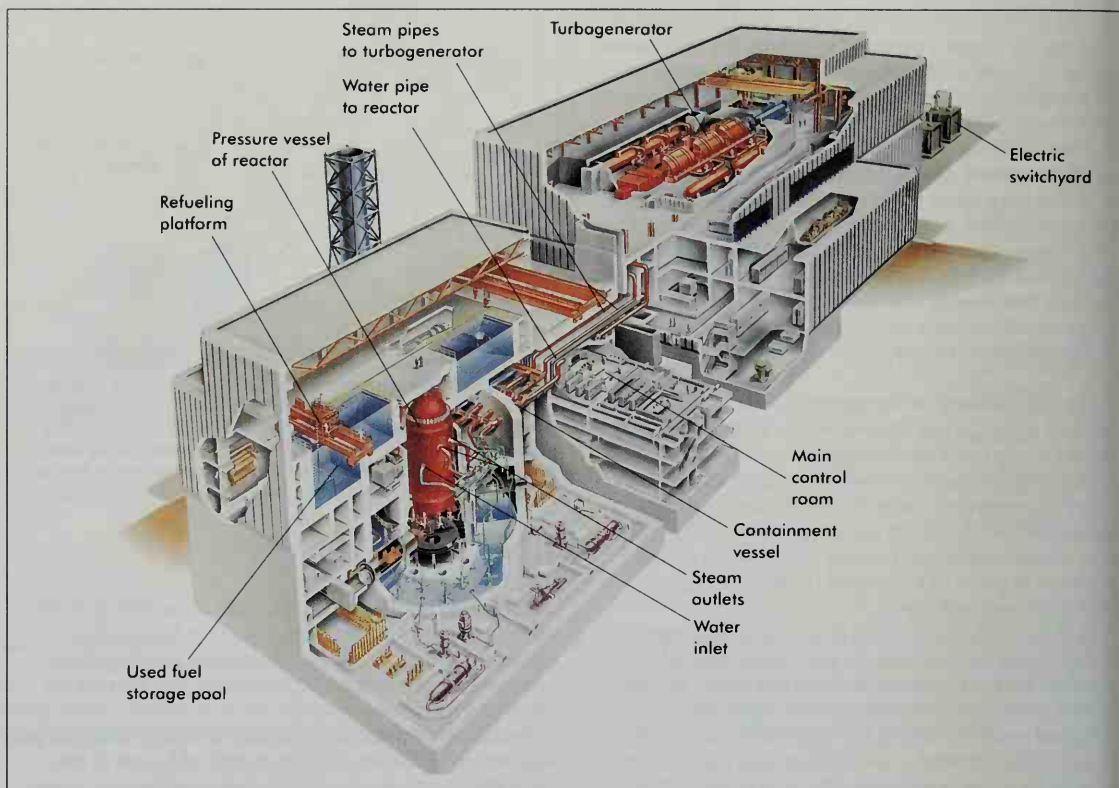 Steam pipes
to turbogenerator
Turbogenerator
Water pipe
to reactor
Pressure vessel
of reactor
Refueling
platform
Electric
switchyard
Main
control
room
Containment
vessel
Steam
outlets
Water
inlet
Used fuel
storage pool